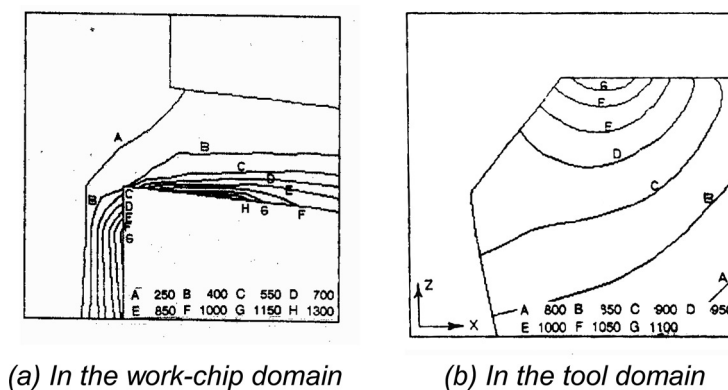 A
B
C
D
E
B
C
D
E
F
G
H G F
A 250 B 400 C 550 D 700
E 850 F 1000 G 1150 H 1300
G
F
E
D
C
B
A
Z
X
A 800 B 850 C 900 D 950
E 1000 F 1050 G 1100
(a) In the work-chip domain
(b) In the tool domain